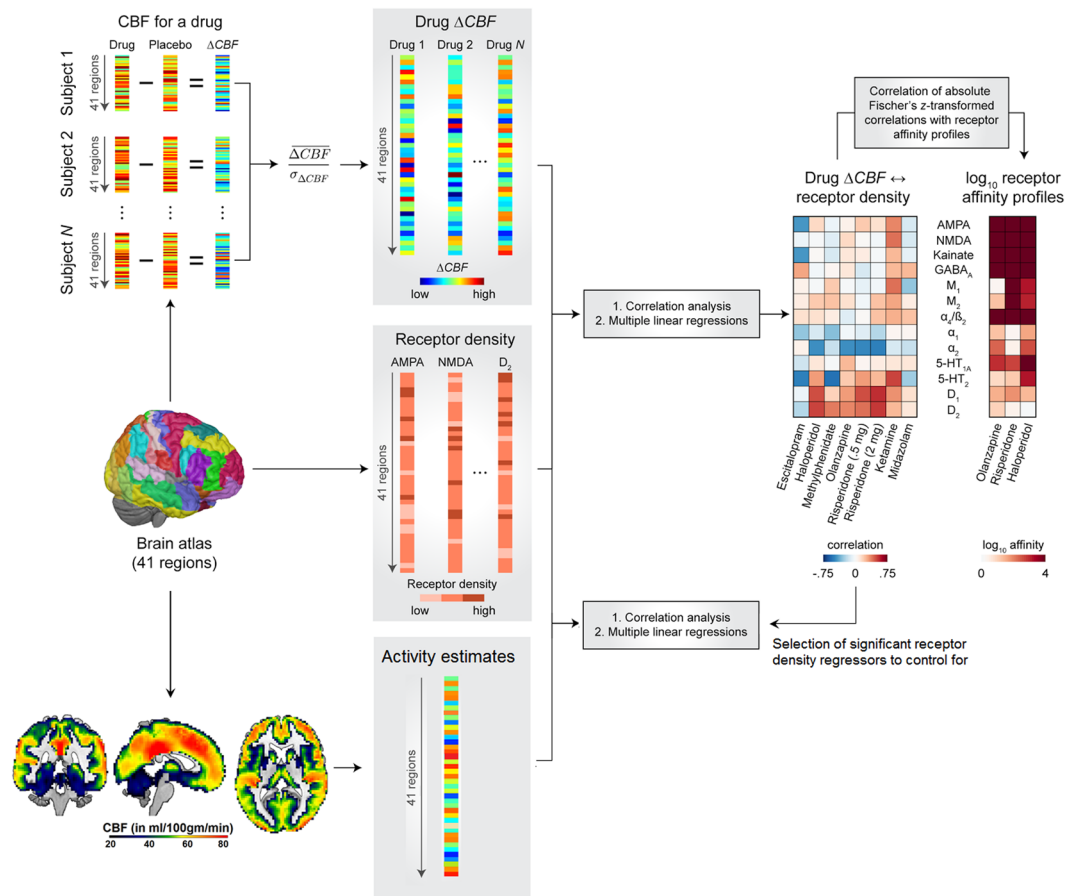 CBF for a drug
Drug Placebo ΔCBF
Subject 1
41 regions
Subject 2
41 regions
...
Subject N
41 regions
ΔCBF
σΔCBF
Drug ΔCBF
Drug 1 Drug 2 Drug N
41 regions
...
ΔCBF
low high
Receptor density
AMPA NMDA D2
41 regions
...
Receptor density
low high
Brain atlas
(41 regions)
Activity estimates
41 regions
CBF (in ml/100gm/min)
20 40 60 80
1. Correlation analysis
2. Multiple linear regressions
1. Correlation analysis
2. Multiple linear regressions
Correlation of absolute
Fischer's z-transformed
correlations with receptor
affinity profiles
Drug ΔCBF ↔
receptor density
log10 receptor
affinity profiles
AMPA
NMDA
Kainate
GABAA
M1
M2
α4/ß2
α1
α2
5-HT1A
5-HT2
D1
D2
Escitalopram
Haloperidol
Methylphenidate
Olanzapine
Risperidone (.5 mg)
Risperidone (2 mg)
Ketamine
Midazolam
Olanzapine
Risperidone
Haloperidol
correlation
-.75 0 .75
log10 affinity
0 4
Selection of significant receptor
density regressors to control for